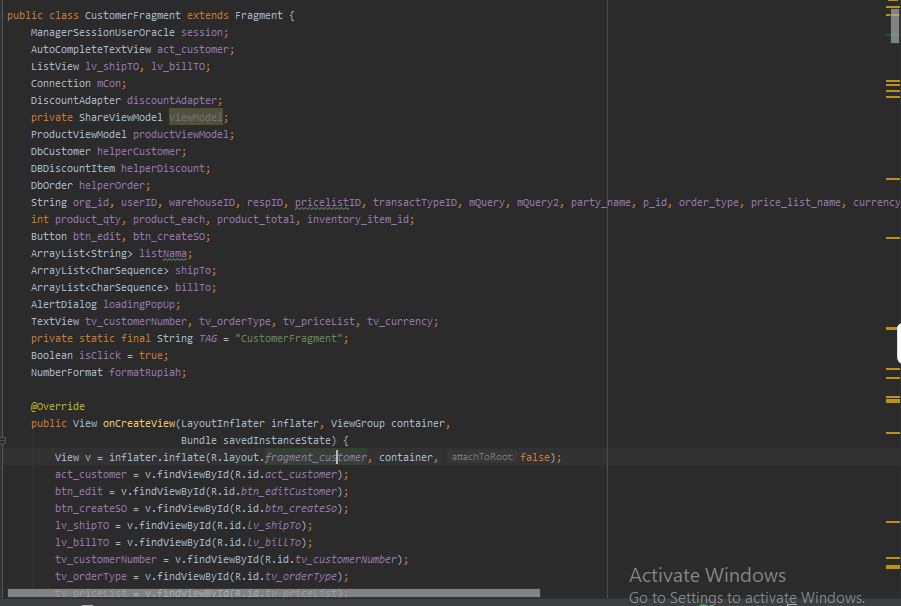 public class CustomerFragment extends Fragment {
ManagerSessionUserOracle session;
AutoCompleteTextView act_customer;
ListView lv_shipTO, lv_billTO;
Connection mCon;
DiscountAdapter discountAdapter;
private ShareViewModel viewModel;
ProductViewModel productViewModel;
DbCustomer helperCustomer;
DBDiscountItem helperDiscount;
DbOrder helperOrder;
String org_id, userID, warehouseID, respID, pricelistID, transactTypeID, mQuery, mQuery2, party_name, p_id, order_type, price_list_name, currency
int product_qty, product_each, product_total, inventory_item_id;
Button btn_edit, btn_createSO;
ArrayList<String> listNama;
ArrayList<CharSequence> shipTo;
ArrayList<CharSequence> billTo;
AlertDialog loadingPopUp;
TextView tv_customerNumber, tv_orderType, tv_priceList, tv_currency;
private static final String TAG = "CustomerFragment";
Boolean isClick = true;
NumberFormat formatRupiah;
@Override
public View onCreateView(LayoutInflater inflater, ViewGroup container,
Bundle savedInstanceState) {
View v = inflater.inflate(R.layout.fragment_customer, container, attachToRoot: false);
act_customer = v.findViewById(R.id.act_customer);
btn_edit = v.findViewById(R.id.btn_editCustomer);
btn_createSO = v.findViewById(R.id.btn_createSo);
lv_shipTO = v.findViewById(R.id.lv_shipTo);
lv_billTO = v.findViewById(R.id.lv_billTo);
tv_customerNumber = v.findViewById(R.id.tv_customerNumber);
tv_orderType = v.findViewById(R.id.tv_orderType);
tv_priceList = v.findViewById(R.id.tv_priceList);
Activate Windows
Go to Settings to activate Windows.